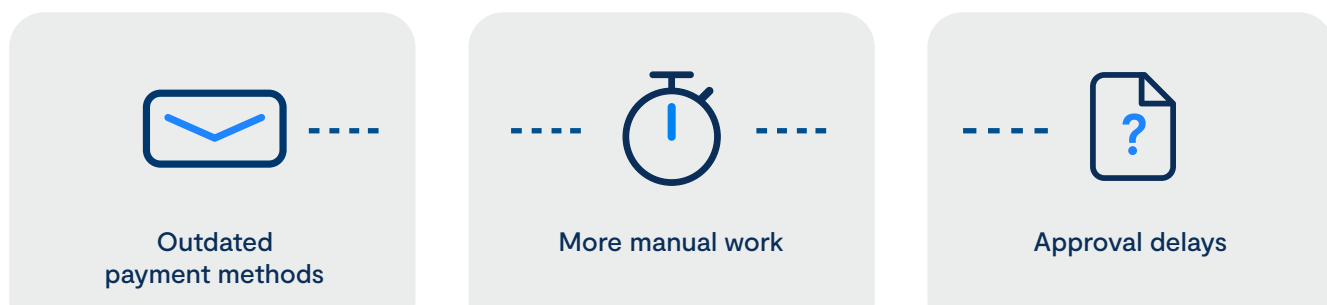 Outdated
payment methods
More manual work
?
Approval delays